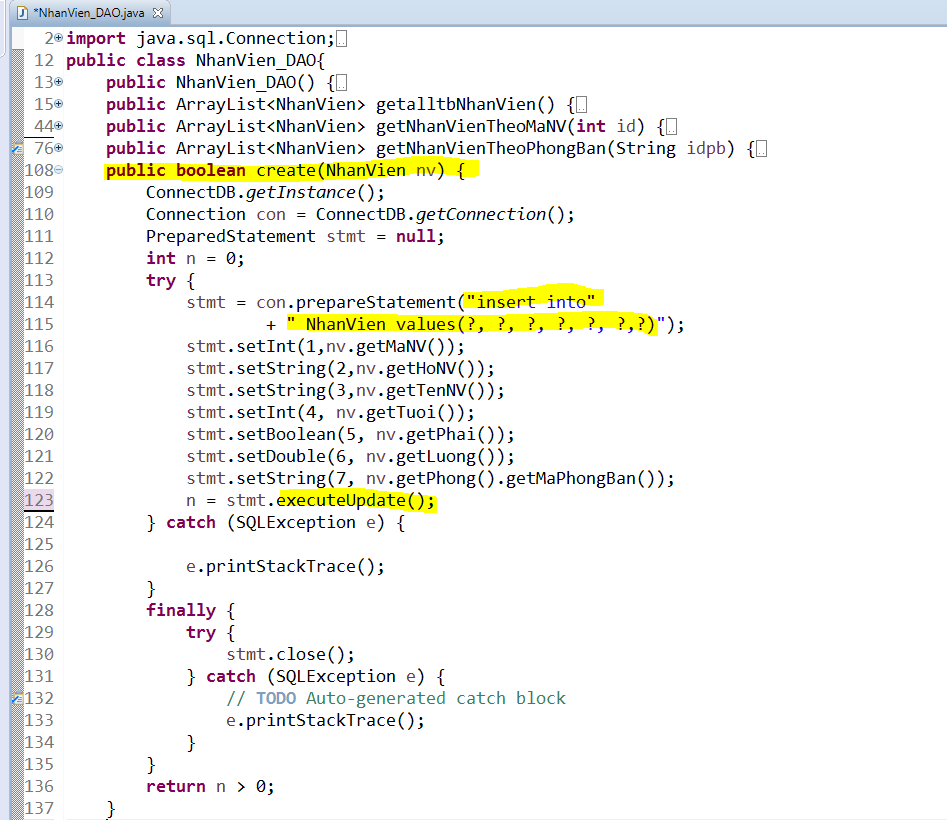 *NhanVien_DAO.java
2 import java.sql.Connection;
12 public class NhanVien_DAO{
13 public NhanVien_DAO() {
15 public ArrayList<NhanVien> getalltbNhanVien() {
44 public ArrayList<NhanVien> getNhanVienTheoMaNV(int id) {
76 public ArrayList<NhanVien> getNhanVienTheoPhongBan(String idpb) {
108 public boolean create(NhanVien nv) {
109 ConnectDB.getInstance();
110 Connection con = ConnectDB.getConnection();
111 PreparedStatement stmt = null;
112 int n = 0;
113 try {
114 stmt = con.prepareStatement("insert into"
115 + " NhanVien values(?, ?, ?, ?, ?, ?,?)");
116 stmt.setInt(1,nv.getMaNV());
117 stmt.setString(2,nv.getHoNV());
118 stmt.setString(3,nv.getTenNV());
119 stmt.setInt(4, nv.getTuoi());
120 stmt.setBoolean(5, nv.getPhai());
121 stmt.setDouble(6, nv.getLuong());
122 stmt.setString(7, nv.getPhong().getMaPhongBan());
123 n = stmt.executeUpdate();
124 } catch (SQLException e) {
125
126 e.printStackTrace();
127 }
128 finally {
129 try {
130 stmt.close();
131 } catch (SQLException e) {
132 // TODO Auto-generated catch block
133 e.printStackTrace();
134 }
135 }
136 return n > 0;
137 }